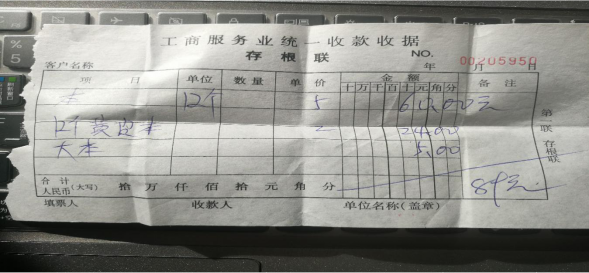 工商服务业统一收款收据
存根联 NO. 00205950
客户名称 年 月 日
项目 单位 数量 单价 金额 备注
十万千百十元角分
本 12个 5 60.00元
12个黄皮本 2 24.00
大本 5.00
合计
人民币(大写) 拾 万 仟 佰 拾 元 角 分 89元
填票人 收款人 单位名称(盖章)
第一联 存根联